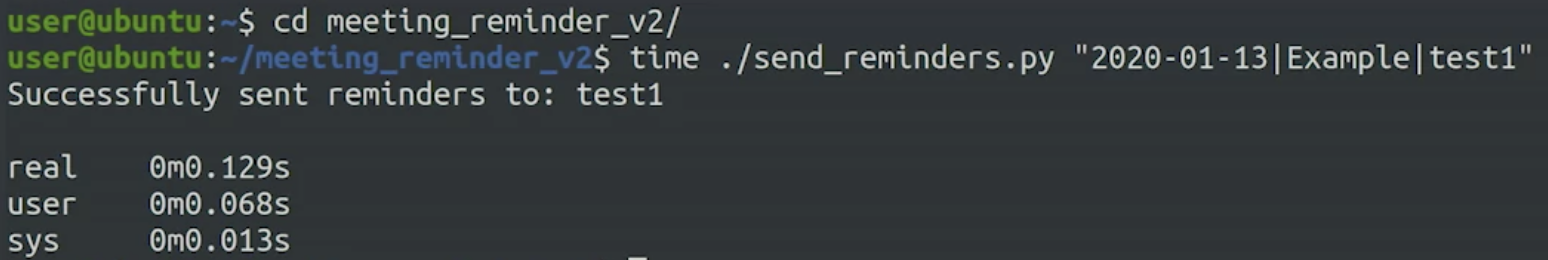 user@ubuntu:~$ cd meeting_reminder_v2/
user@ubuntu:~/meeting_reminder_v2$ time ./send_reminders.py "2020-01-13|Example|test1"
Successfully sent reminders to: test1
real 0m0.129s
user 0m0.068s
sys 0m0.013s